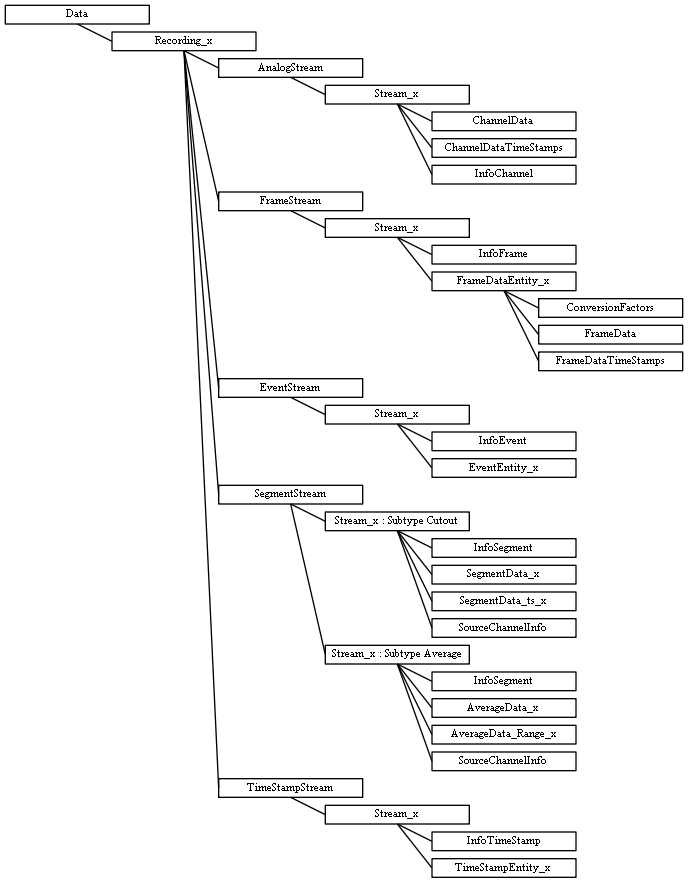 Data
Recording_x
AnalogStream
Stream_x
ChannelData
ChannelDataTimeStamps
InfoChannel
FrameStream
Stream_x
InfoFrame
FrameDataEntity_x
ConversionFactors
FrameData
FrameDataTimeStamps
EventStream
Stream_x
InfoEvent
EventEntity_x
SegmentStream
Stream_x : Subtype Cutout
InfoSegment
SegmentData_x
SegmentData_ts_x
SourceChannelInfo
Stream_x : Subtype Average
InfoSegment
AverageData_x
AverageData_Range_x
SourceChannelInfo
TimeStampStream
Stream_x
InfoTimeStamp
TimeStampEntity_x